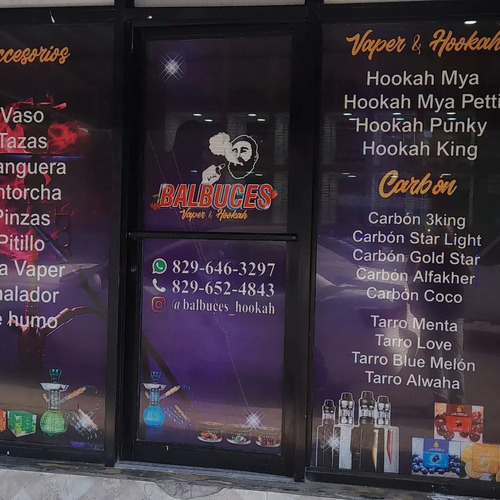 ccesorios
Vaso
Tazas
anguera
ntorcha
Pinzas
Pitillo
a Vaper
halador
e humo
BALBUCES
Vaper & Hookah
829-646-3297
829-652-4843
@balbuces_hookah
Vaper & Hookah
Hookah Mya
Hookah Mya Petti
Hookah Punky
Hookah King
Carbón
Carbón 3king
Carbón Star Light
Carbón Gold Star
Carbón Alfakher
Carbón Coco
Tarro Menta
Tarro Love
Tarro Blue Melón
Tarro Alwaha